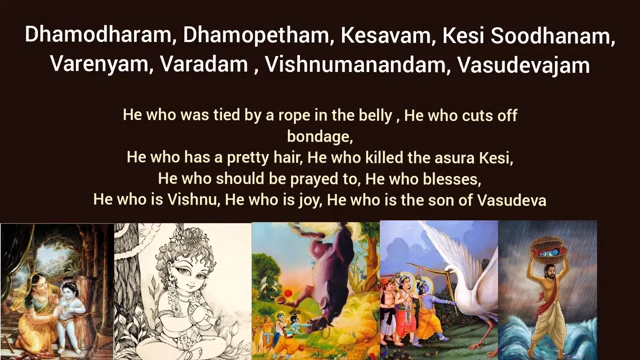 Dhamodharam, Dhamopetham, Kesavam, Kesi Soodhanam,
Varenyam, Varadam , Vishnumanandam, Vasudevajam
He who was tied by a rope in the belly , He who cuts off
bondage,
He who has a pretty hair, He who killed the asura Kesi,
He who should be prayed to, He who blesses,
He who is Vishnu, He who is joy, He who is the son of Vasudeva